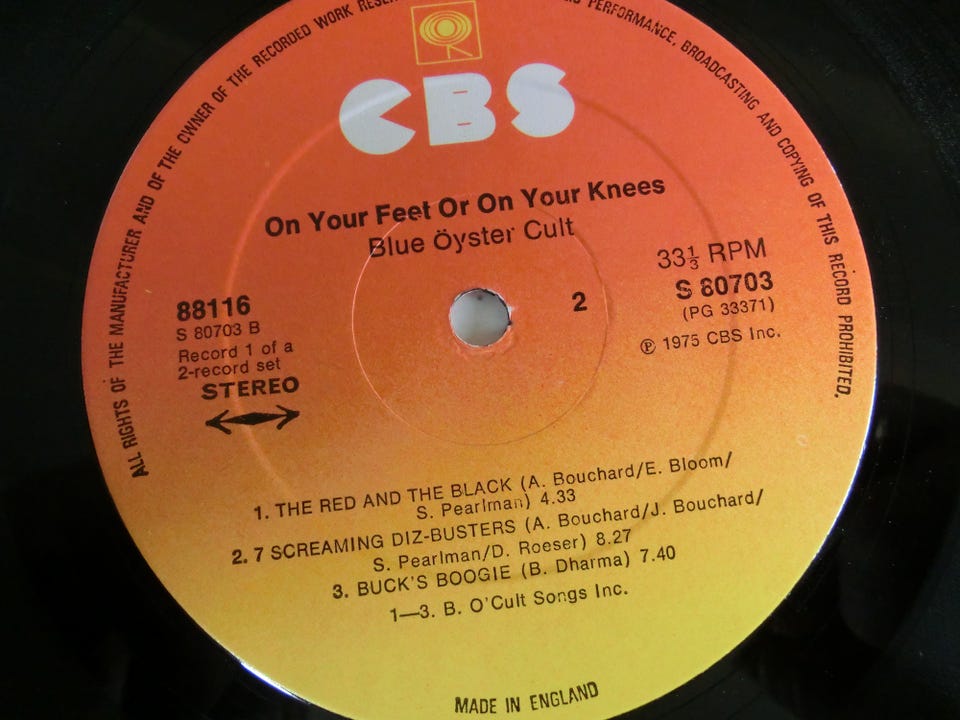 ALL RIGHTS OF THE MANUFACTURER AND OF THE OWNER OF THE RECORDED WORK
PERFORMANCE, BROADCASTING AND COPYING OF THIS RECORD PROHIBITED.
CBS
On Your Feet Or On Your Knees
Blue Öyster Cult
88116
S 80703 B
Record 1 of a
2-record set
STEREO
2
33⅓ RPM
S 80703
(PG 33371)
℗ 1975 CBS Inc.
1. THE RED AND THE BLACK (A. Bouchard/E. Bloom/
S. Pearlman) 4.33
2. 7 SCREAMING DIZ-BUSTERS (A. Bouchard/J. Bouchard/
S. Pearlman/D. Roeser) 8.27
3. BUCK'S BOOGIE (B. Dharma) 7.40
1—3. B. O'Cult Songs Inc.
MADE IN ENGLAND